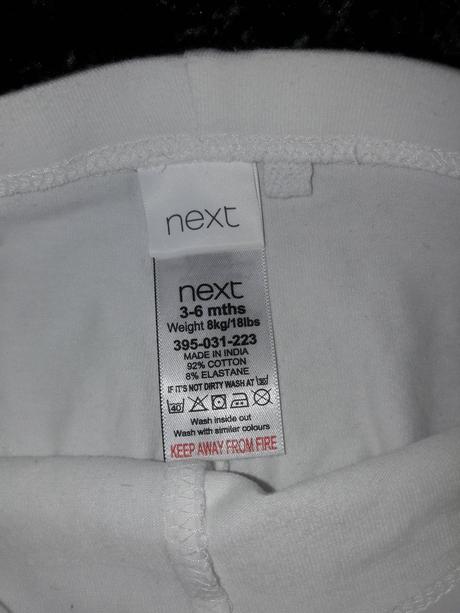 next
next
3-6 mths
Weight 8kg/18lbs
395-031-223
MADE IN INDIA
92% COTTON
8% ELASTANE
IF IT'S NOT DIRTY WASH AT 30°
40
Wash inside out
Wash with similar colours
KEEP AWAY FROM FIRE